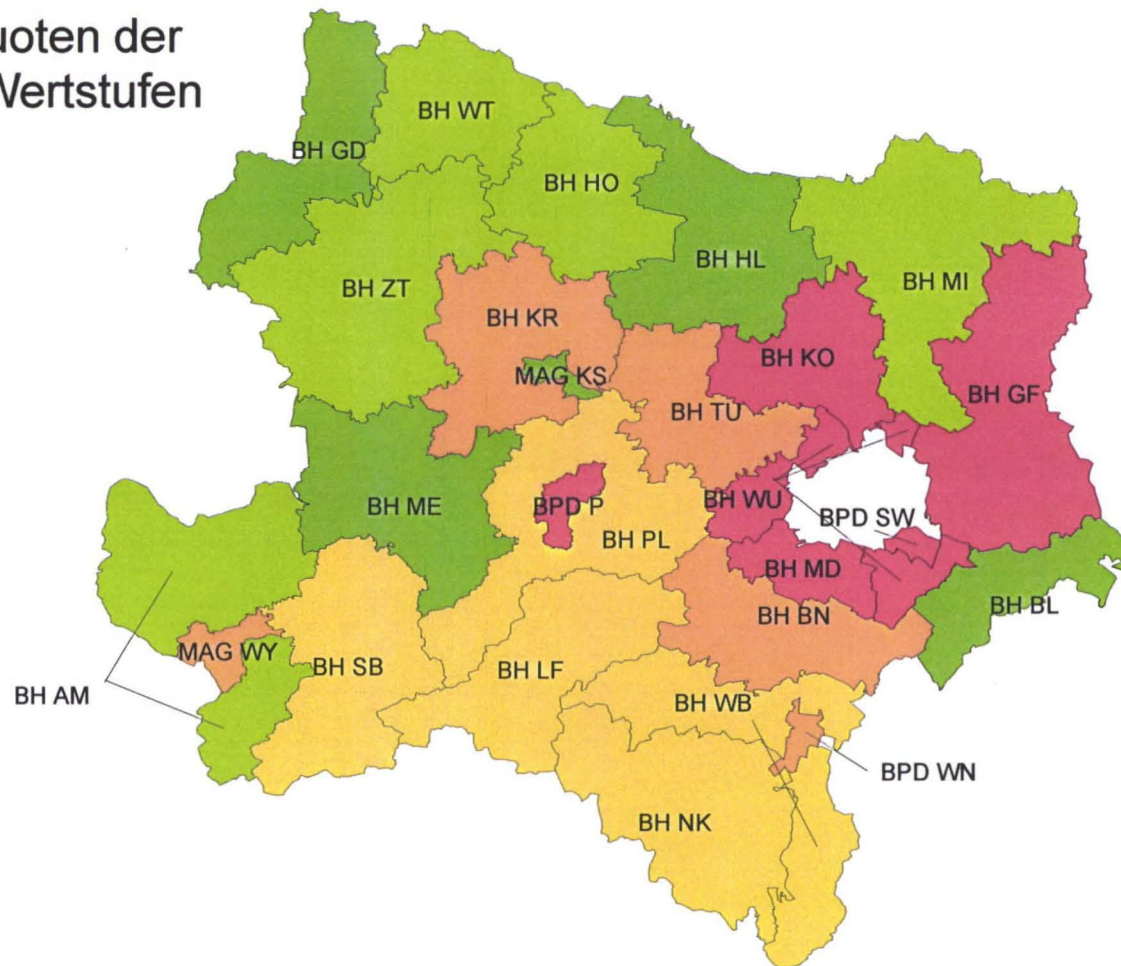 uoten der
Wertstufen
BH WT
BH GD
BH HO
BH HL
BH ZT
BH MI
BH KR
BH KO
MAG KS
BH GF
BH TU
BH ME
BPD P
BH WU
BPD SW
BH PL
BH MD
BH BL
BH BN
MAG WY
BH SB
BH LF
BH AM
BH WB
BPD WN
BH NK